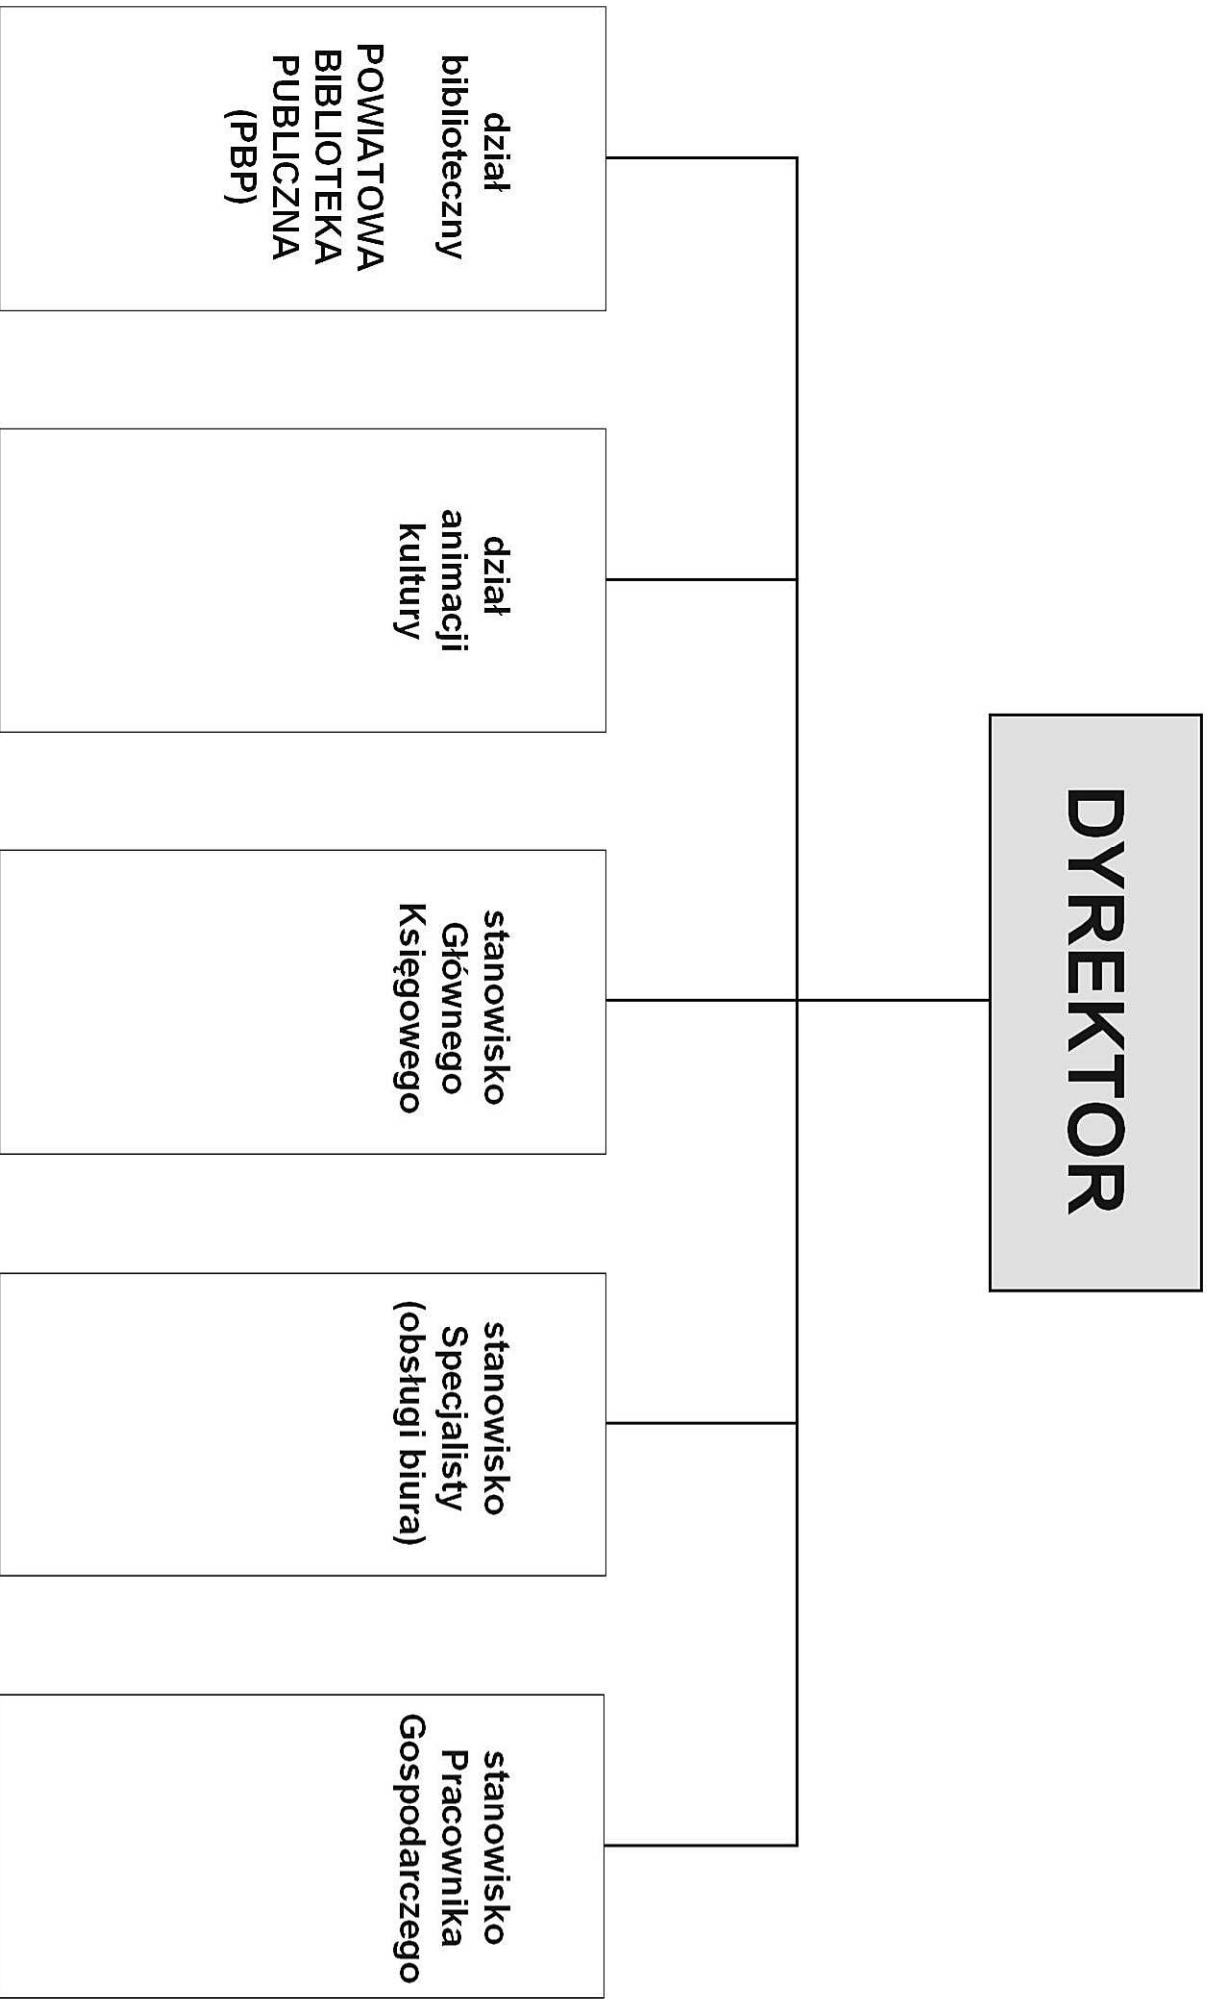 DYREKTOR
dział
biblioteczny
POWIATOWA
BIBLIOTEKA
PUBLICZNA
(PBP)
dział
animacji
kultury
stanowisko
Głównego
Księgowego
stanowisko
Specjalisty
(obsługi biura)
stanowisko
Pracownika
Gospodarczego